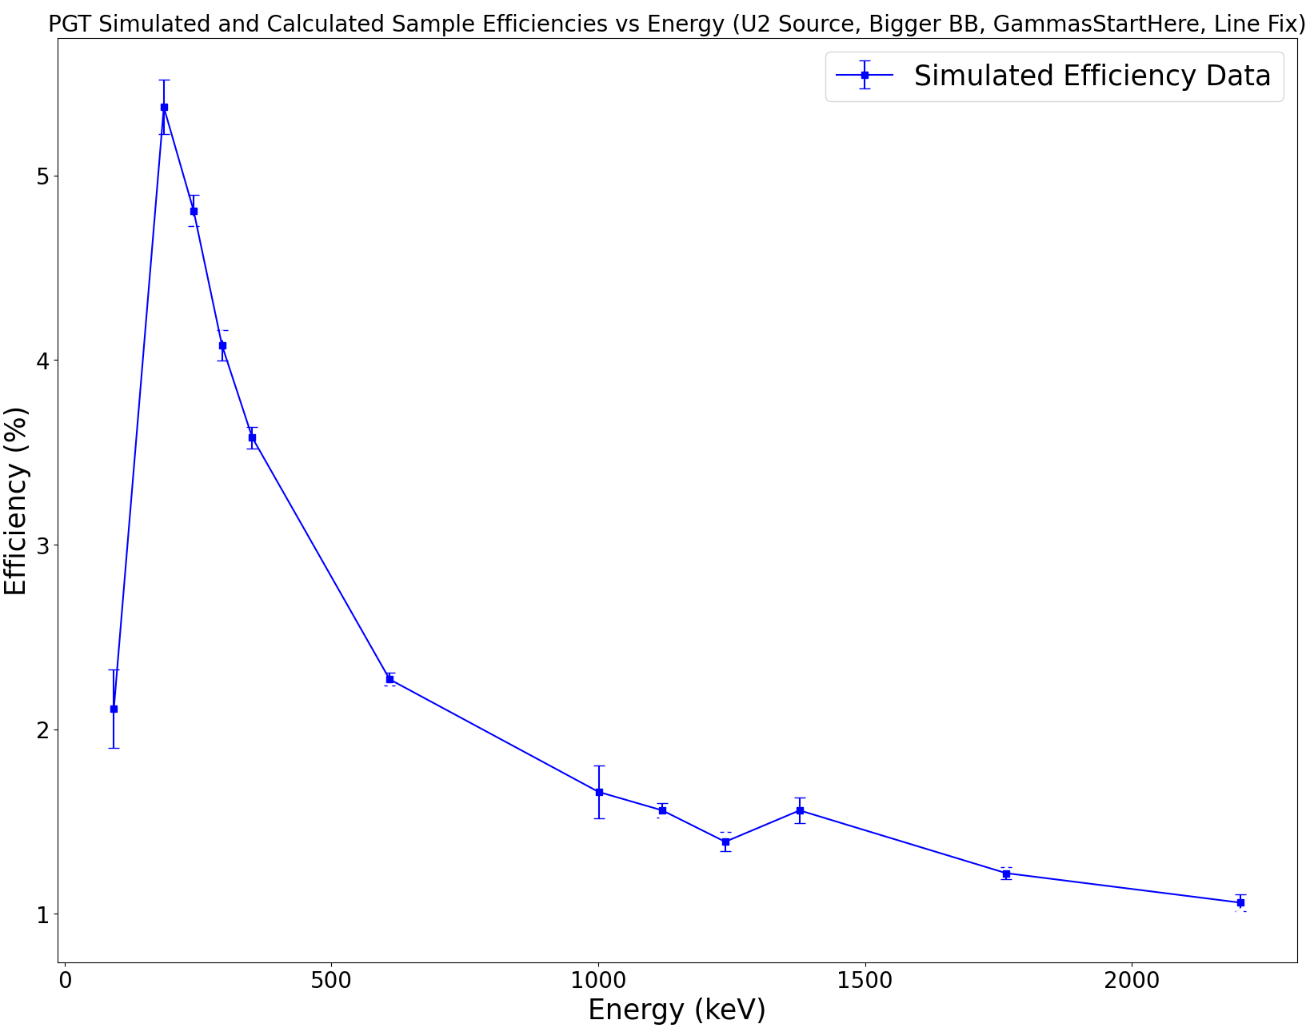 PGT Simulated and Calculated Sample Efficiencies vs Energy (U2 Source, Bigger BB, GammasStartHere, Line Fix)
Simulated Efficiency Data
5
4
3
2
1
Efficiency (%)
0 500 1000 1500 2000
Energy (keV)